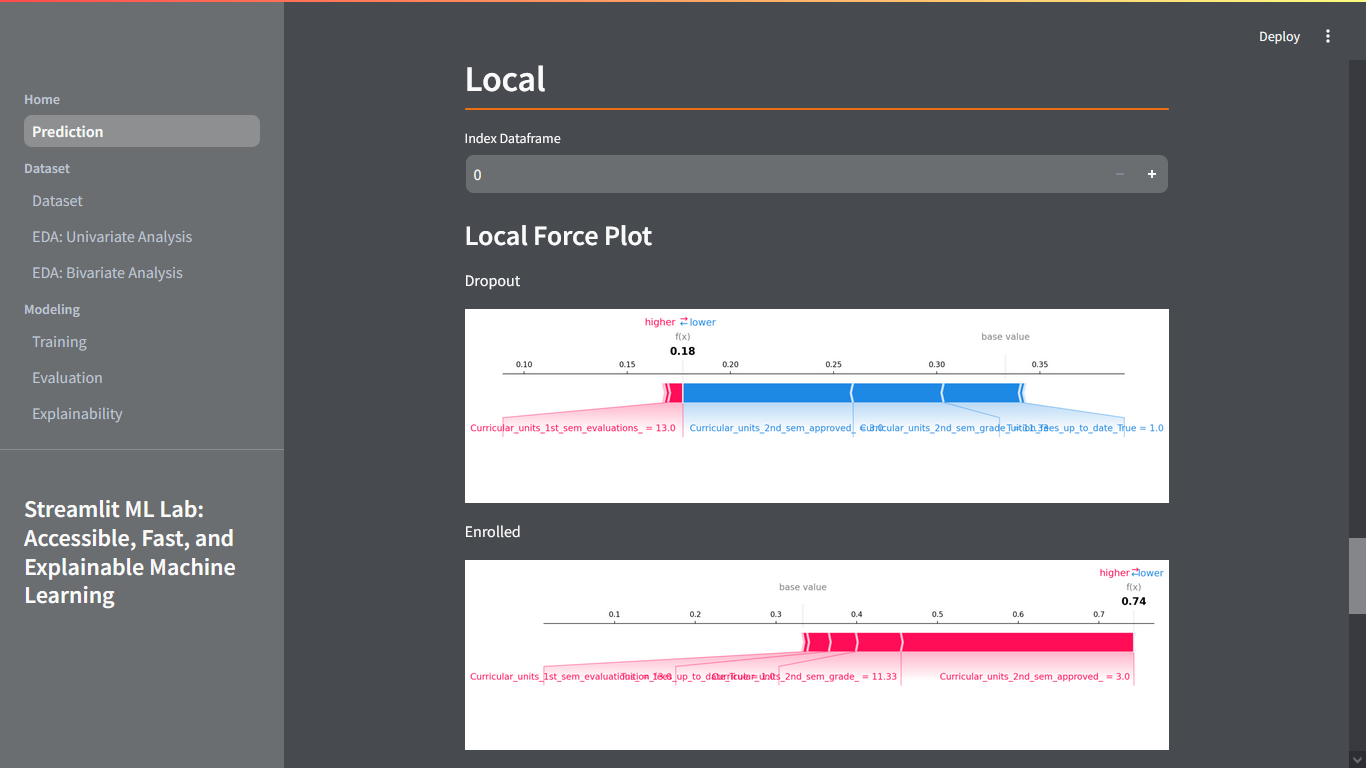 Deploy
Home
Prediction
Dataset
Dataset
EDA: Univariate Analysis
EDA: Bivariate Analysis
Modeling
Training
Evaluation
Explainability
Streamlit ML Lab:
Accessible, Fast, and
Explainable Machine
Learning
Local
Index Dataframe
0
Local Force Plot
Dropout
higher ⇄ lower
f(x)
base value
0.18
0.10 0.15 0.20 0.25 0.30 0.35
Curricular_units_1st_sem_evaluations_ = 13.0 Curricular_units_2nd_sem_approved_ = 3.0 Curricular_units_2nd_sem_grade_ = 11.33 Tuition_fees_up_to_date_True = 1.0
Enrolled
higher ⇄ lower
base value f(x)
0.74
0.1 0.2 0.3 0.4 0.5 0.6 0.7
Curricular_units_1st_sem_evaluations_ = 13.0 Tuition_fees_up_to_date_True = 1.0 Curricular_units_2nd_sem_grade_ = 11.33 Curricular_units_2nd_sem_approved_ = 3.0